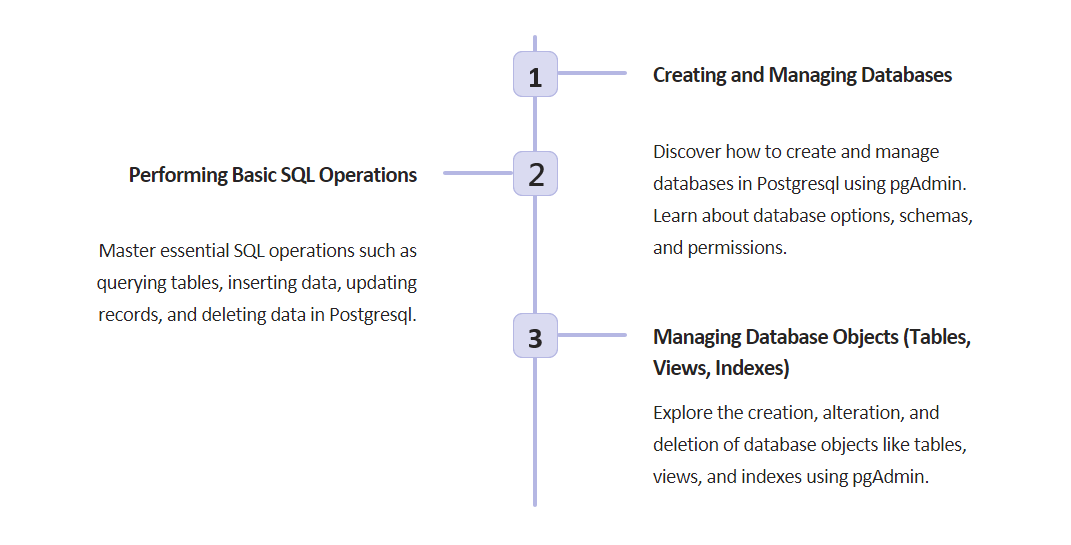 1
Creating and Managing Databases
Discover how to create and manage
databases in Postgresql using pgAdmin.
Learn about database options, schemas,
and permissions.
2
Performing Basic SQL Operations
Master essential SQL operations such as
querying tables, inserting data, updating
records, and deleting data in Postgresql.
3
Managing Database Objects (Tables,
Views, Indexes)
Explore the creation, alteration, and
deletion of database objects like tables,
views, and indexes using pgAdmin.